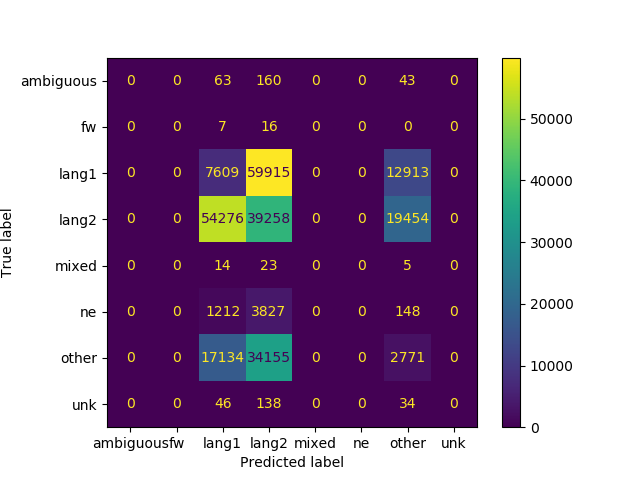 ambiguous 0 0 63 160 0 0 43 0
fw 0 0 7 16 0 0 0 0
lang1 0 0 7609 59915 0 0 12913 0
lang2 0 0 54276 39258 0 0 19454 0
mixed 0 0 14 23 0 0 5 0
ne 0 0 1212 3827 0 0 148 0
other 0 0 17134 34155 0 0 2771 0
unk 0 0 46 138 0 0 34 0
ambiguous fw lang1 lang2 mixed ne other unk
Predicted label
True label
50000
40000
30000
20000
10000
0